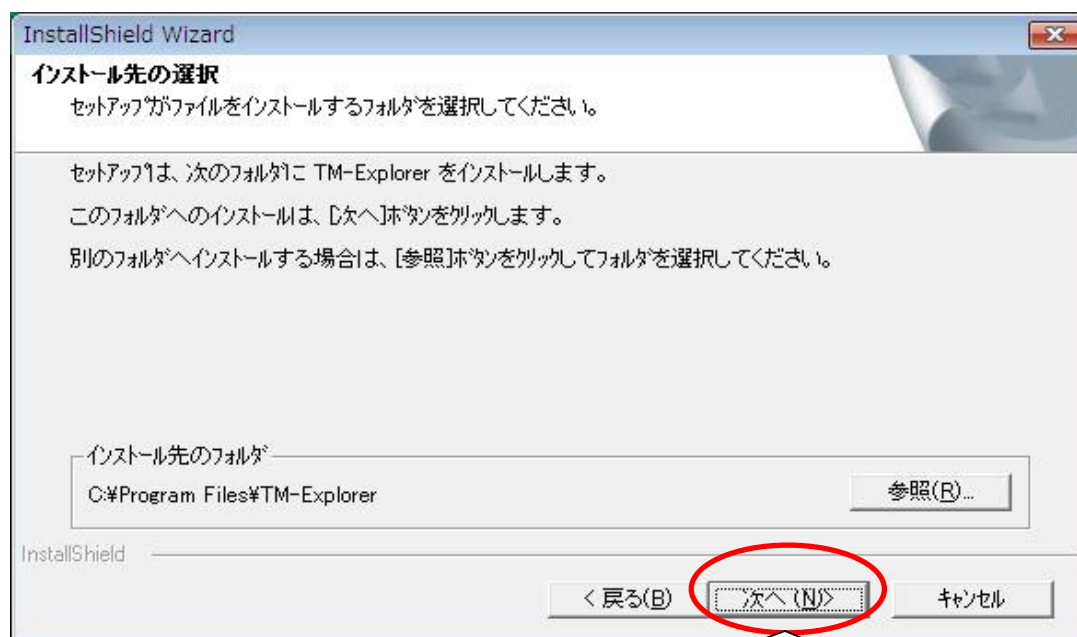 InstallShield Wizard
インストール先の選択
セットアップがファイルをインストールするフォルダを選択してください。
セットアップは、次のフォルダに TM-Explorer をインストールします。
このフォルダへのインストールは、[次へ]ボタンをクリックします。
別のフォルダへインストールする場合は、[参照]ボタンをクリックしてフォルダを選択してください。
インストール先のフォルダ
C:¥Program Files¥TM-Explorer
参照(R)...
InstallShield
< 戻る(B)
次へ(N)>
キャンセル